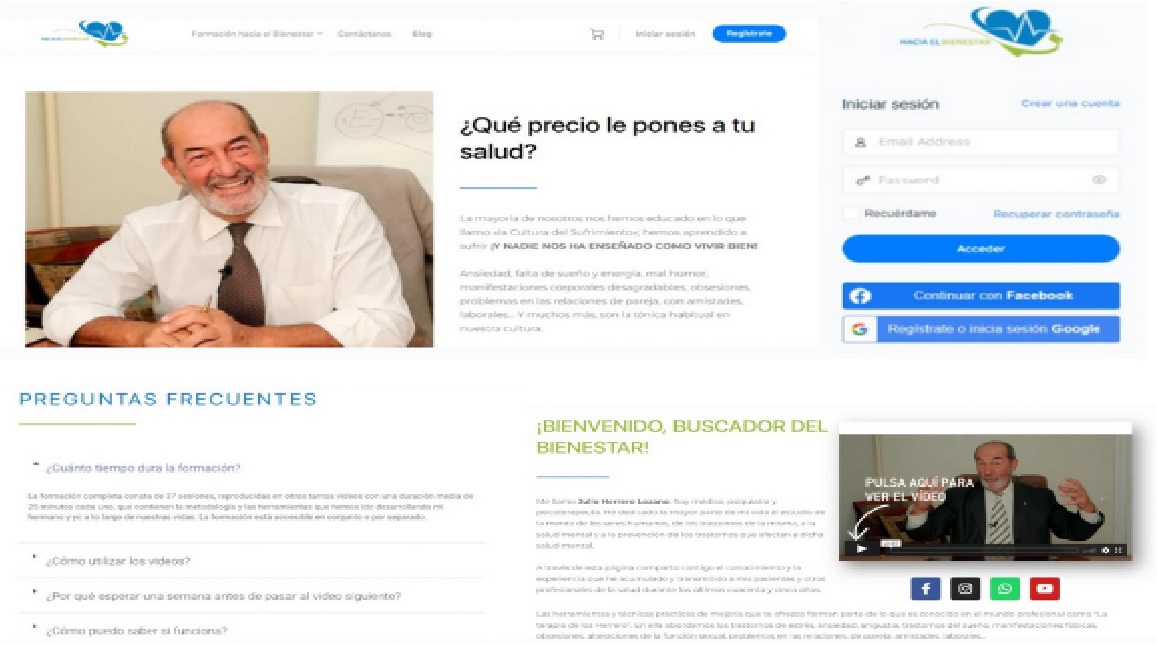 HACIA EL BIENESTAR
Formación hacia el Bienestar
Contáctanos
Blog
Iniciar sesión
Regístrate
¿Qué precio le pones a tu
salud?
La mayoría de nosotros nos hemos educado en lo que
llamo «la Cultura del Sufrimiento»; hemos aprendido a
sufrir ¡Y NADIE NOS HA ENSEÑADO COMO VIVIR BIEN!
Ansiedad, falta de sueño y energía, mal humor,
manifestaciones corporales desagradables, obsesiones,
problemas en las relaciones de pareja, con amistades,
laborales... Y muchos más, son la tónica habitual en
nuestra cultura.
HACIA EL BIENESTAR
Iniciar sesión
Crear una cuenta
Email Address
Password
Recuérdame
Recuperar contraseña
Acceder
Continuar con Facebook
Regístrate o inicia sesión Google
PREGUNTAS FRECUENTES
¿Cuánto tiempo dura la formación?
La formación completa consta de 37 sesiones, reproducidas en otros tantos videos con una duración media de
25 minutos cada uno, que contienen la metodología y las herramientas que hemos ido desarrollando mi
hermano y yo a lo largo de nuestras vidas. La formación está accesible en conjunto o por separado.
¿Cómo utilizar los videos?
¿Por qué esperar una semana antes de pasar al video siguiente?
¿Cómo puedo saber si funciona?
¡BIENVENIDO, BUSCADOR DEL
BIENESTAR!
Me llamo Julio Herrero Lozano. Soy médico, psiquiatra y
psicoterapeuta. He dedicado la mayor parte de mi vida al estudio de
la mente de los seres humanos, de los trastornos de la misma, a la
salud mental y a la prevención de los trastornos que afectan a dicha
salud mental.
A través de esta página comparto contigo el conocimiento y la
experiencia que he acumulado y transmitido a mis pacientes y otros
profesionales de la salud durante los últimos cuarenta y cinco años.
Las herramientas y técnicas prácticas de mejoría que te ofrezco forman parte de lo que es conocido en el mundo profesional como "La
terapia de los Herrero". En ella abordamos los trastornos de estrés, ansiedad, angustia, trastornos del sueño, manifestaciones fóbicas,
obsesiones, alteraciones de la función sexual, problemas en las relaciones, de pareja, amistades, laborales...
PULSA AQUÍ PARA
VER EL VÍDEO